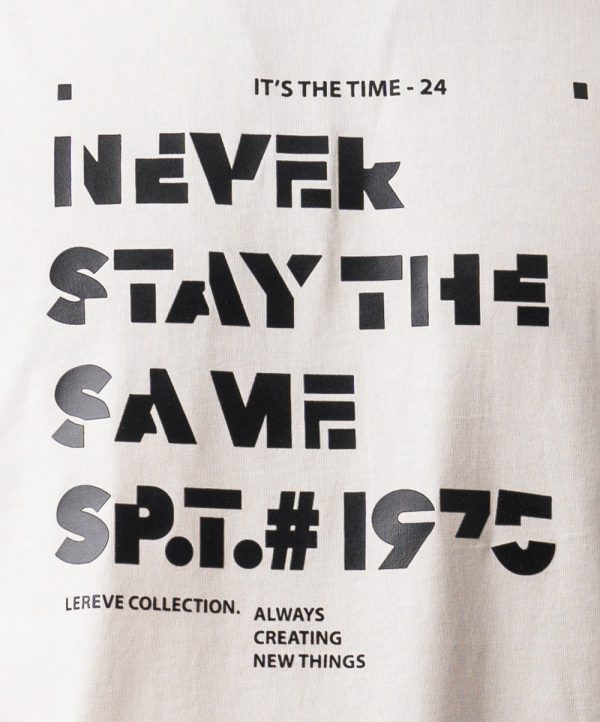 IT'S THE TIME - 24
NEVER
STAY THE
SAME
SP.T.# 1975
LEREVE COLLECTION.
ALWAYS
CREATING
NEW THINGS